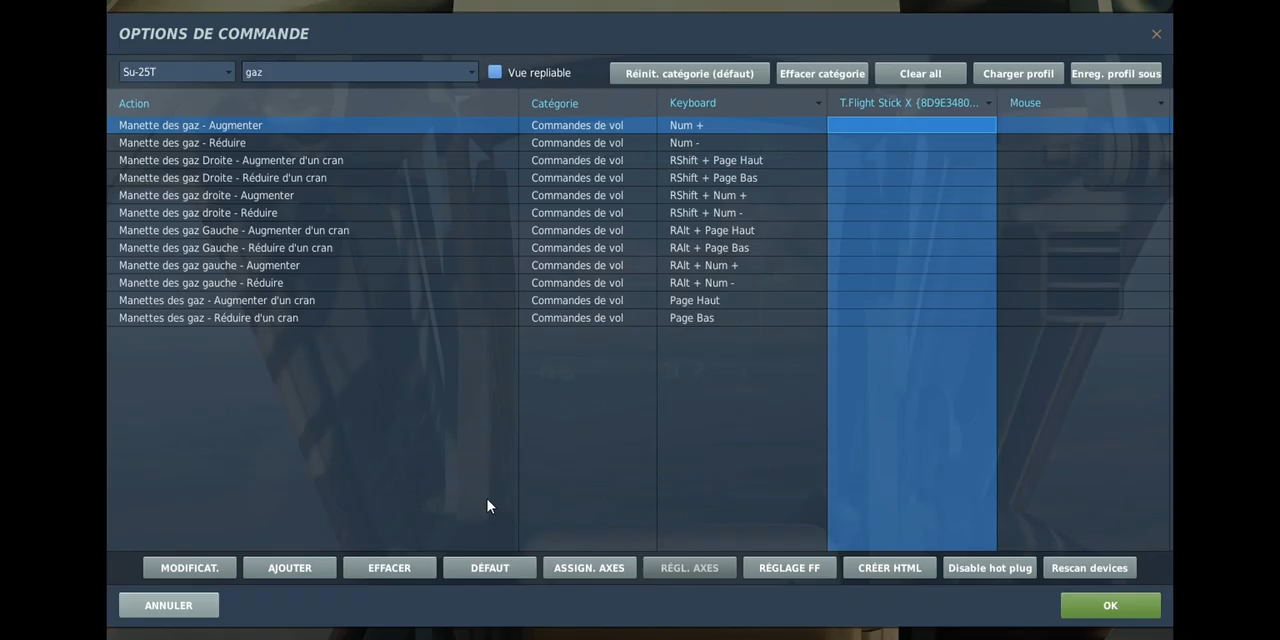 OPTIONS DE COMMANDE
Su-25T gaz Vue repliable Réinit. catégorie (défaut) Effacer catégorie Clear all Charger profil Enreg. profil sous
Action Catégorie Keyboard T.Flight Stick X {8D9E3480... Mouse
Manette des gaz - Augmenter Commandes de vol Num +
Manette des gaz - Réduire Commandes de vol Num -
Manette des gaz Droite - Augmenter d'un cran Commandes de vol RShift + Page Haut
Manette des gaz Droite - Réduire d'un cran Commandes de vol RShift + Page Bas
Manette des gaz droite - Augmenter Commandes de vol RShift + Num +
Manette des gaz droite - Réduire Commandes de vol RShift + Num -
Manette des gaz Gauche - Augmenter d'un cran Commandes de vol RAlt + Page Haut
Manette des gaz Gauche - Réduire d'un cran Commandes de vol RAlt + Page Bas
Manette des gaz gauche - Augmenter Commandes de vol RAlt + Num +
Manette des gaz gauche - Réduire Commandes de vol RAlt + Num -
Manettes des gaz - Augmenter d'un cran Commandes de vol Page Haut
Manettes des gaz - Réduire d'un cran Commandes de vol Page Bas
MODIFICAT. AJOUTER EFFACER DÉFAUT ASSIGN. AXES RÉGL. AXES RÉGLAGE FF CRÉER HTML Disable hot plug Rescan devices
ANNULER OK